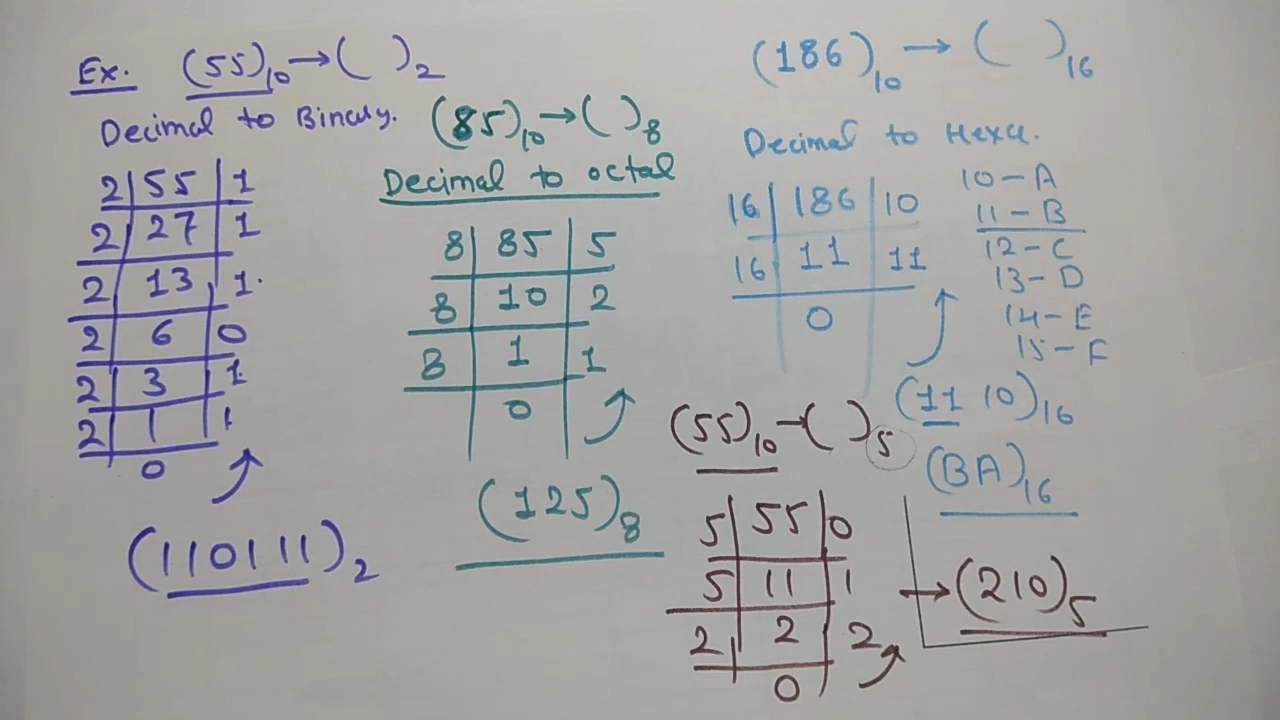 Ex. (55)₁₀→( )₂
Decimal to Binary.
2 | 55 | 1
2 | 27 | 1
2 | 13 | 1.
2 | 6 | 0
2 | 3 | 1
2 | 1 | 1
0
(110111)₂
(85)₁₀→( )₈
Decimal to octal
8 | 85 | 5
8 | 10 | 2
8 | 1 | 1
0
(125)₈
(186)₁₀→( )₁₆
Decimal to Hexa.
16 | 186 | 10
16 | 11 | 11
0
10-A
11-B
12-C
13-D
14-E
15-F
(11 10)₁₆
(BA)₁₆
(55)₁₀→( )₅
5 | 55 | 0
5 | 11 | 1
2 | 2 | 2
0
→(210)₅